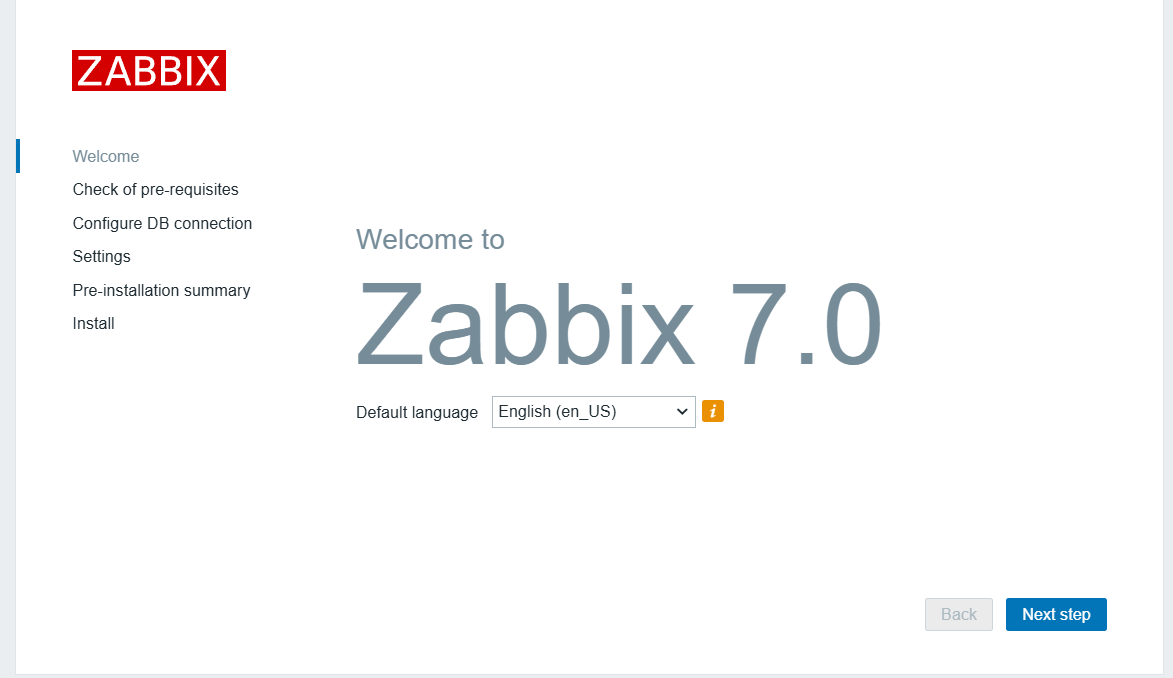 ZABBIX
Welcome
Check of pre-requisites
Configure DB connection
Settings
Pre-installation summary
Install
Welcome to
Zabbix 7.0
Default language English (en_US) i
Back Next step